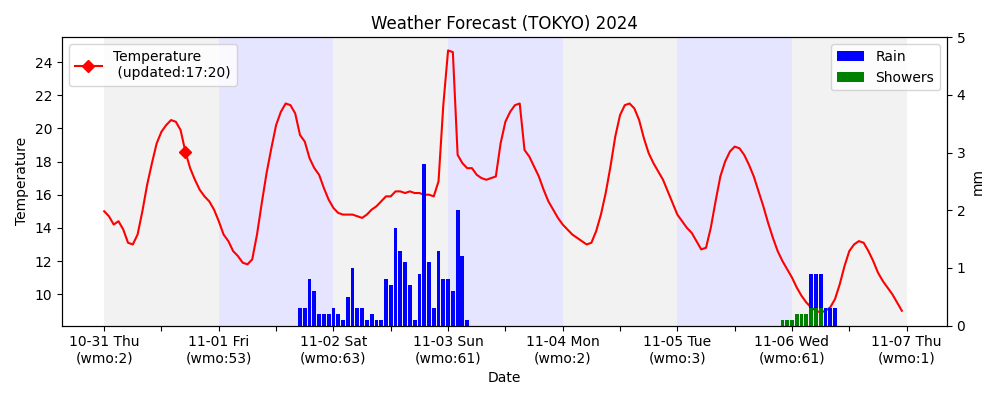 Weather Forecast (TOKYO) 2024
Temperature
(updated:17:20)
Rain
Showers
Temperature
24
22
20
18
16
14
12
10
5
4
3
2
1
0
mm
10-31 Thu
(wmo:2)
11-01 Fri
(wmo:53)
11-02 Sat
(wmo:63)
11-03 Sun
(wmo:61)
11-04 Mon
(wmo:2)
11-05 Tue
(wmo:3)
11-06 Wed
(wmo:61)
11-07 Thu
(wmo:1)
Date